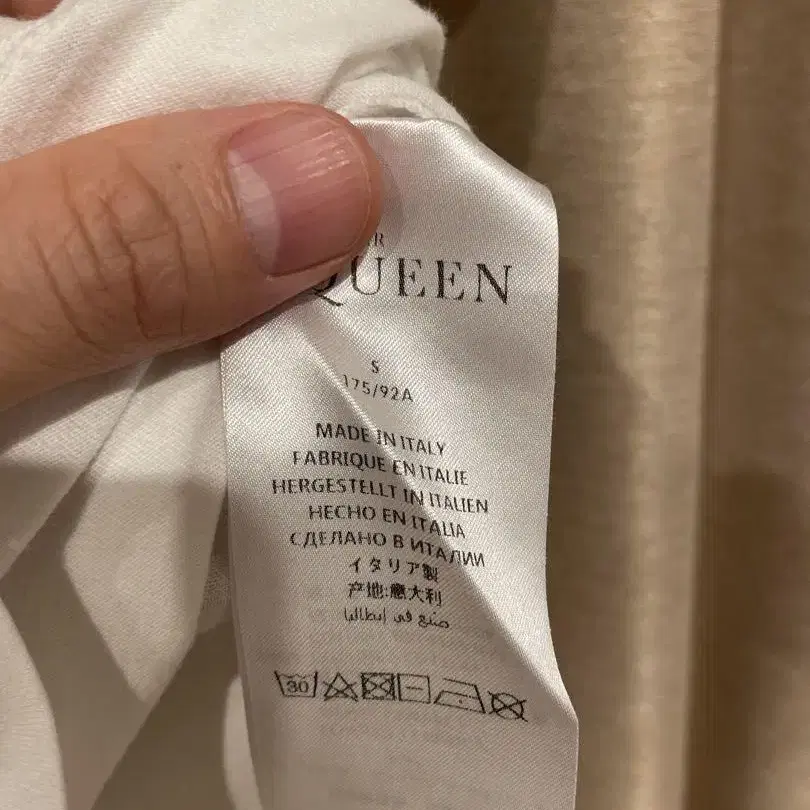 QUEEN
S
175/92A
MADE IN ITALY
FABRIQUE EN ITALIE
HERGESTELLT IN ITALIEN
HECHO EN ITALIA
СДЕЛАНО В ИТАЛИИ
イタリア製
产地:意大利
صنع في إيطاليا
30